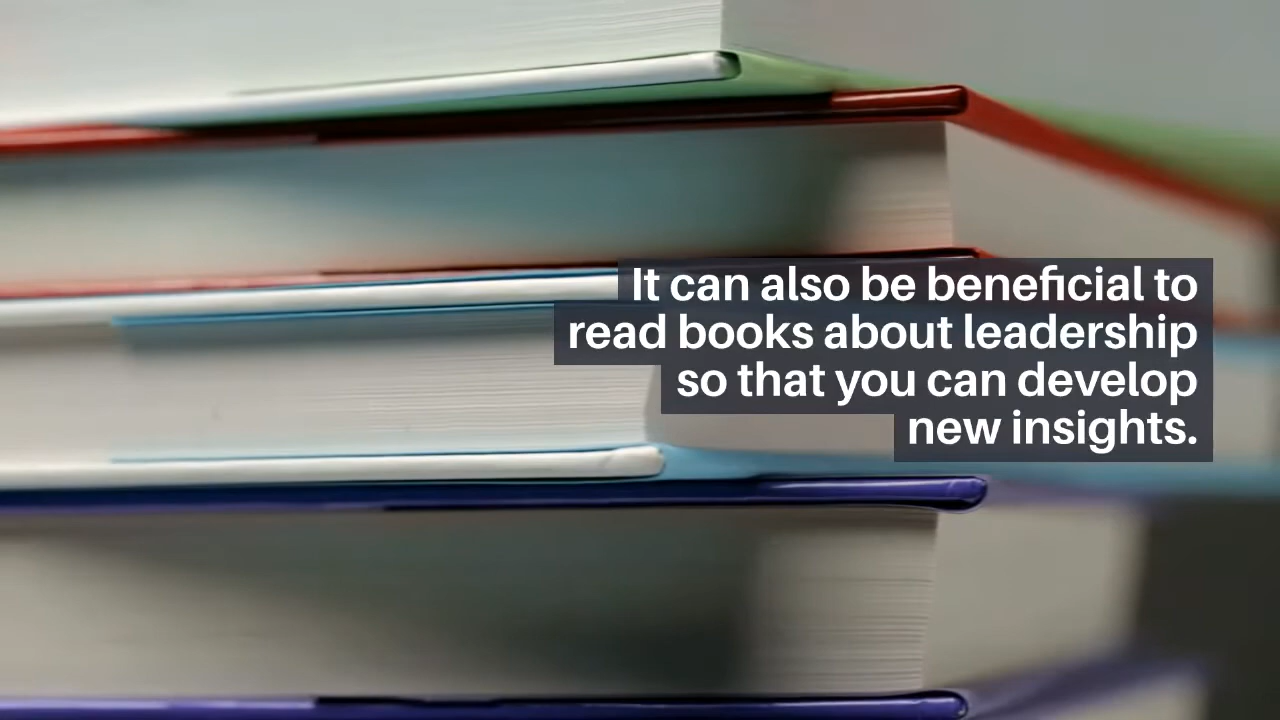 It can also be beneficial to
read books about leadership
so that you can develop
new insights.